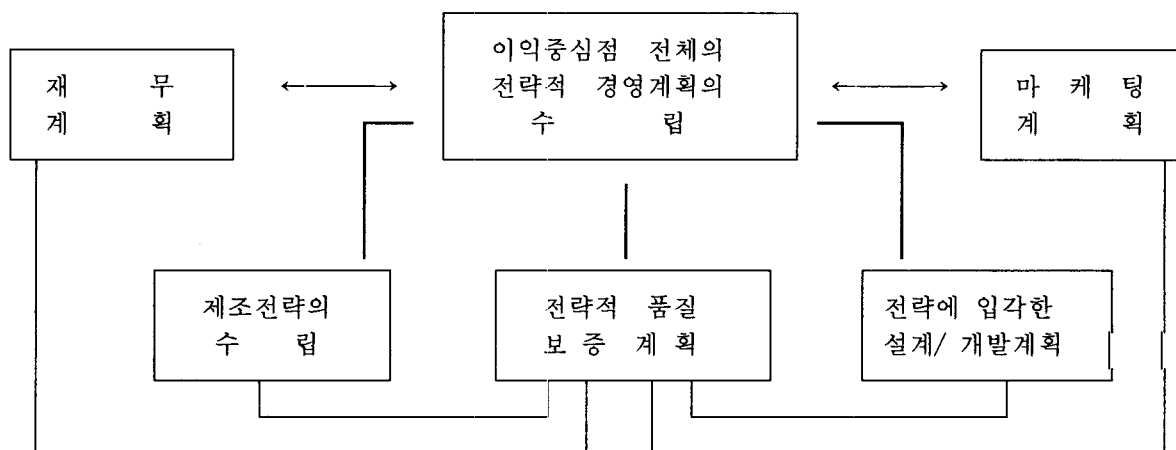 이익중심점 전체의
전략적 경영계획의
수 립
재 무
계 획
마 케 팅
계 획
제조전략의
수 립
전략적 품질
보 증 계 획
전략에 입각한
설계/ 개발계획